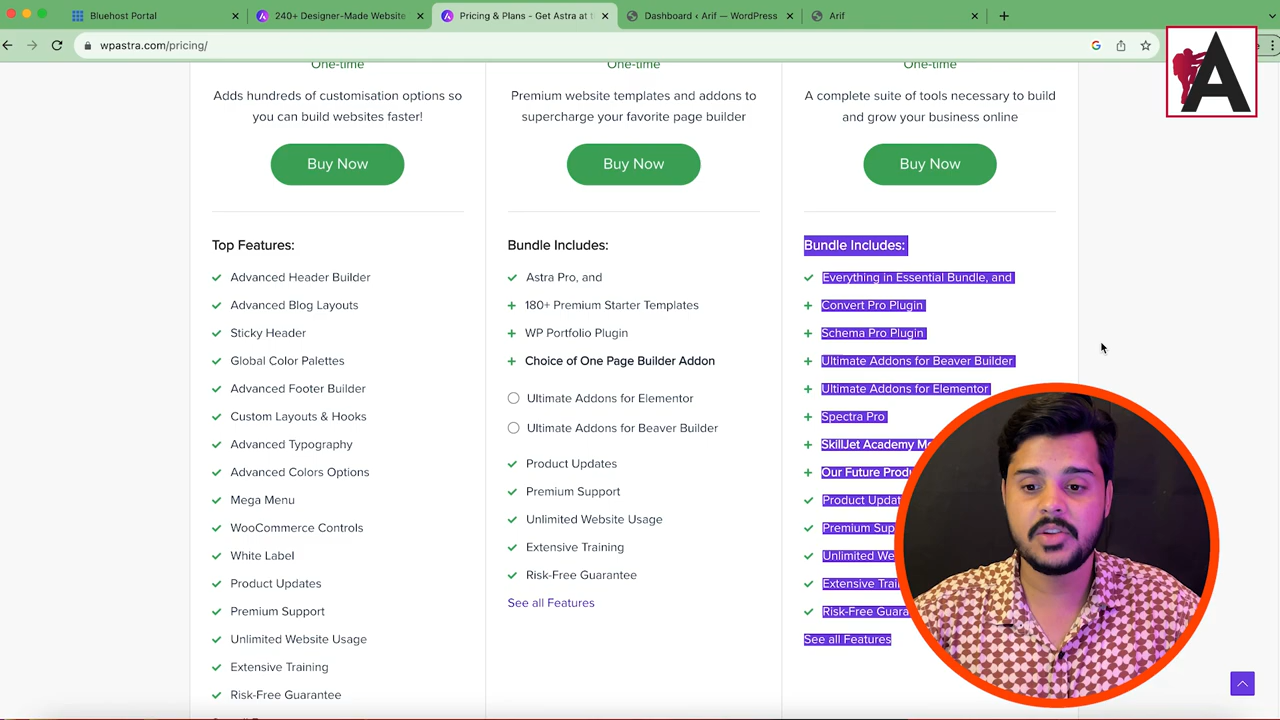 Bluehost Portal
240+ Designer-Made Website
Pricing & Plans - Get Astra at
Dashboard ‹ Arif — WordPress
Arif
wpastra.com/pricing/
A
One-time
Adds hundreds of customisation options so
you can build websites faster!
Buy Now
Top Features:
Advanced Header Builder
Advanced Blog Layouts
Sticky Header
Global Color Palettes
Advanced Footer Builder
Custom Layouts & Hooks
Advanced Typography
Advanced Colors Options
Mega Menu
WooCommerce Controls
White Label
Product Updates
Premium Support
Unlimited Website Usage
Extensive Training
Risk-Free Guarantee
One-time
Premium website templates and addons to
supercharge your favorite page builder
Buy Now
Bundle Includes:
Astra Pro, and
180+ Premium Starter Templates
WP Portfolio Plugin
Choice of One Page Builder Addon
Ultimate Addons for Elementor
Ultimate Addons for Beaver Builder
Product Updates
Premium Support
Unlimited Website Usage
Extensive Training
Risk-Free Guarantee
See all Features
One-time
A complete suite of tools necessary to build
and grow your business online
Buy Now
Bundle Includes:
Everything in Essential Bundle, and
Convert Pro Plugin
Schema Pro Plugin
Ultimate Addons for Beaver Builder
Ultimate Addons for Elementor
Spectra Pro
SkillJet Academy
Our Future
Product
Premium
Unlimited
Extensive
Risk-Free
See all Features